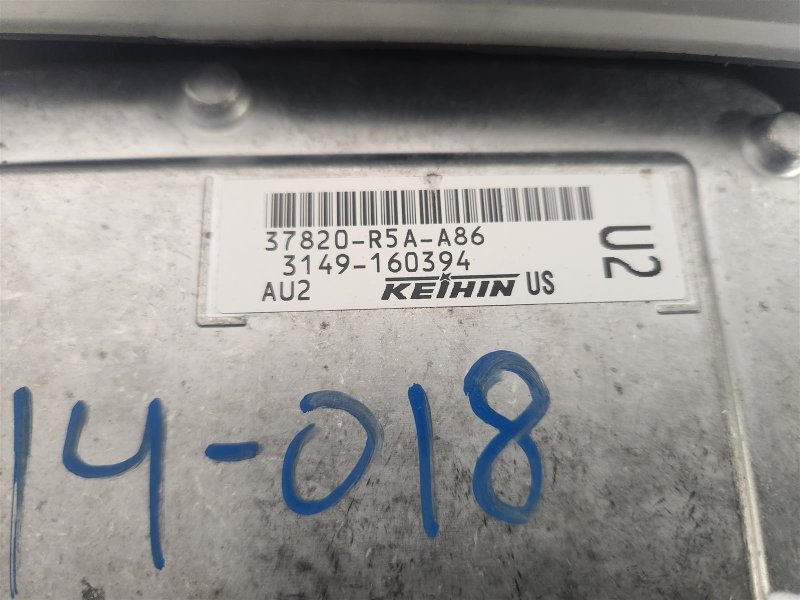 37820-R5A-A86
3149-160394
AU2 KEIHIN US
U2
14-018